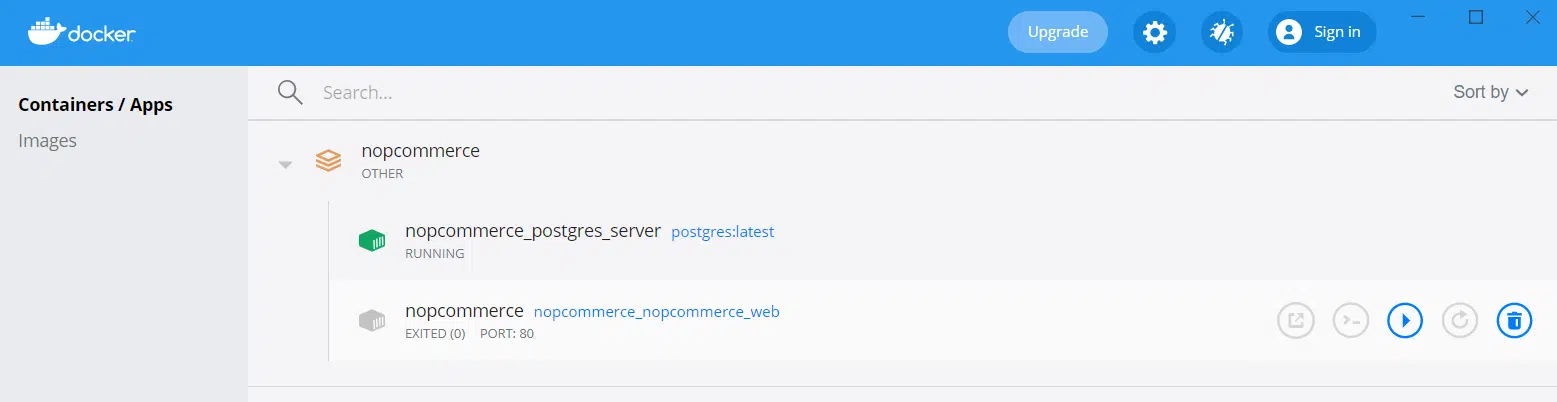 docker
Upgrade
Sign in
Containers / Apps
Images
Search...
Sort by
nopcommerce
OTHER
nopcommerce_postgres_server postgres:latest
RUNNING
nopcommerce nopcommerce_nopcommerce_web
EXITED (0) PORT: 80